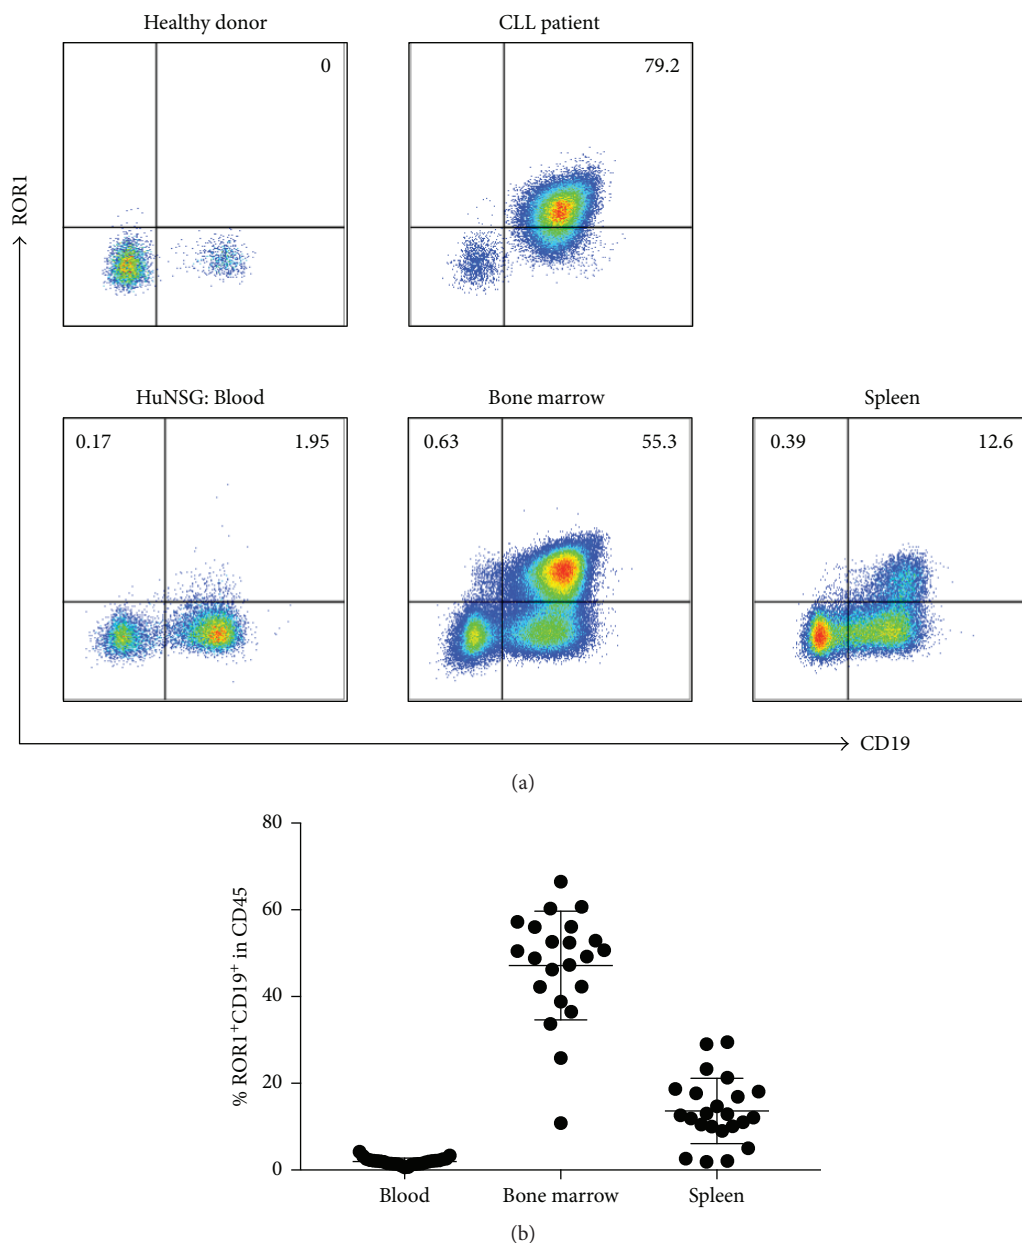 Healthy donor
CLL patient
0
79.2
ROR1
HuNSG: Blood
Bone marrow
Spleen
0.17
1.95
0.63
55.3
0.39
12.6
CD19
(a)
80
60
40
20
0
% ROR1⁺CD19⁺ in CD45
Blood
Bone marrow
Spleen
(b)